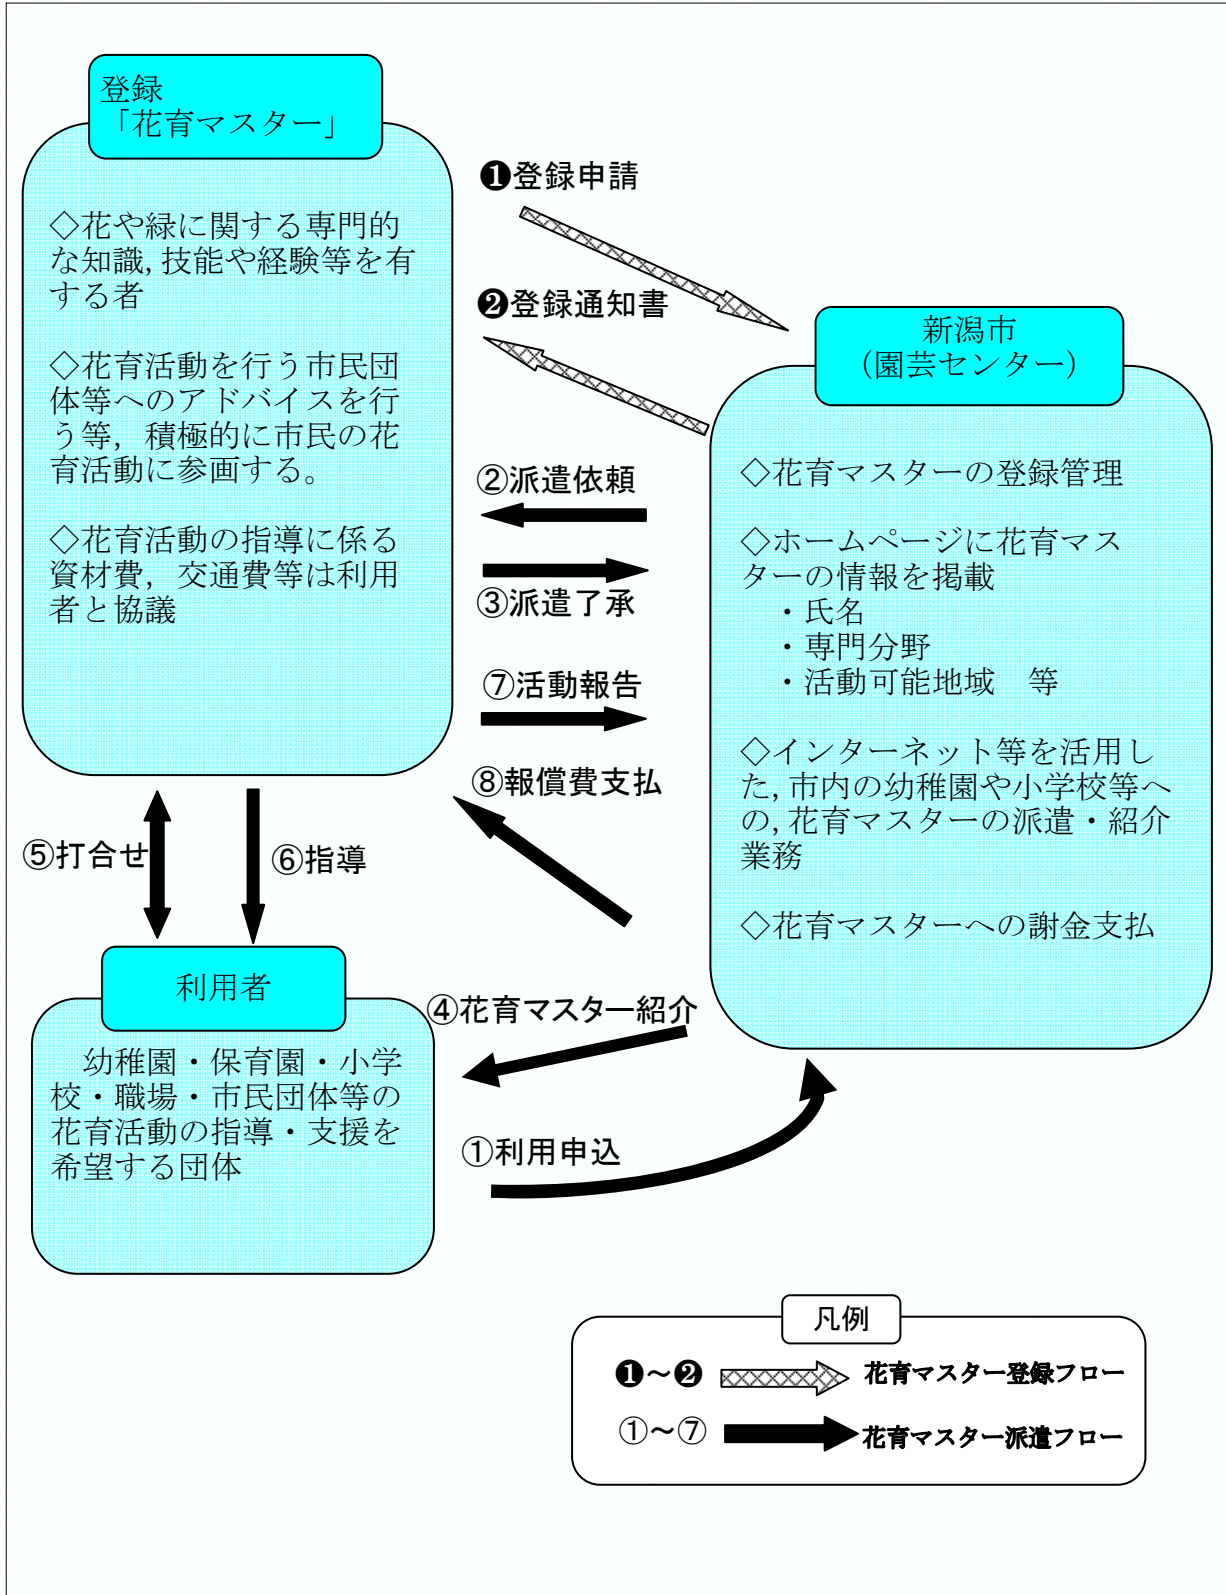 登録
「花育マスター」
◇花や緑に関する専門的
な知識,技能や経験等を有
する者
◇花育活動を行う市民団
体等へのアドバイスを行
う等，積極的に市民の花
育活動に参画する。
◇花育活動の指導に係る
資材費，交通費等は利用
者と協議
❶登録申請
❷登録通知書
②派遣依頼
③派遣了承
⑦活動報告
⑧報償費支払
新潟市
（園芸センター）
◇花育マスターの登録管理
◇ホームページに花育マス
ターの情報を掲載
・氏名
・専門分野
・活動可能地域　等
◇インターネット等を活用し
た,市内の幼稚園や小学校等へ
の,花育マスターの派遣・紹介
業務
◇花育マスターへの謝金支払
⑤打合せ
⑥指導
利用者
幼稚園・保育園・小学
校・職場・市民団体等の
花育活動の指導・支援を
希望する団体
④花育マスター紹介
①利用申込
凡例
❶～❷ 花育マスター登録フロー
①～⑦ 花育マスター派遣フロー